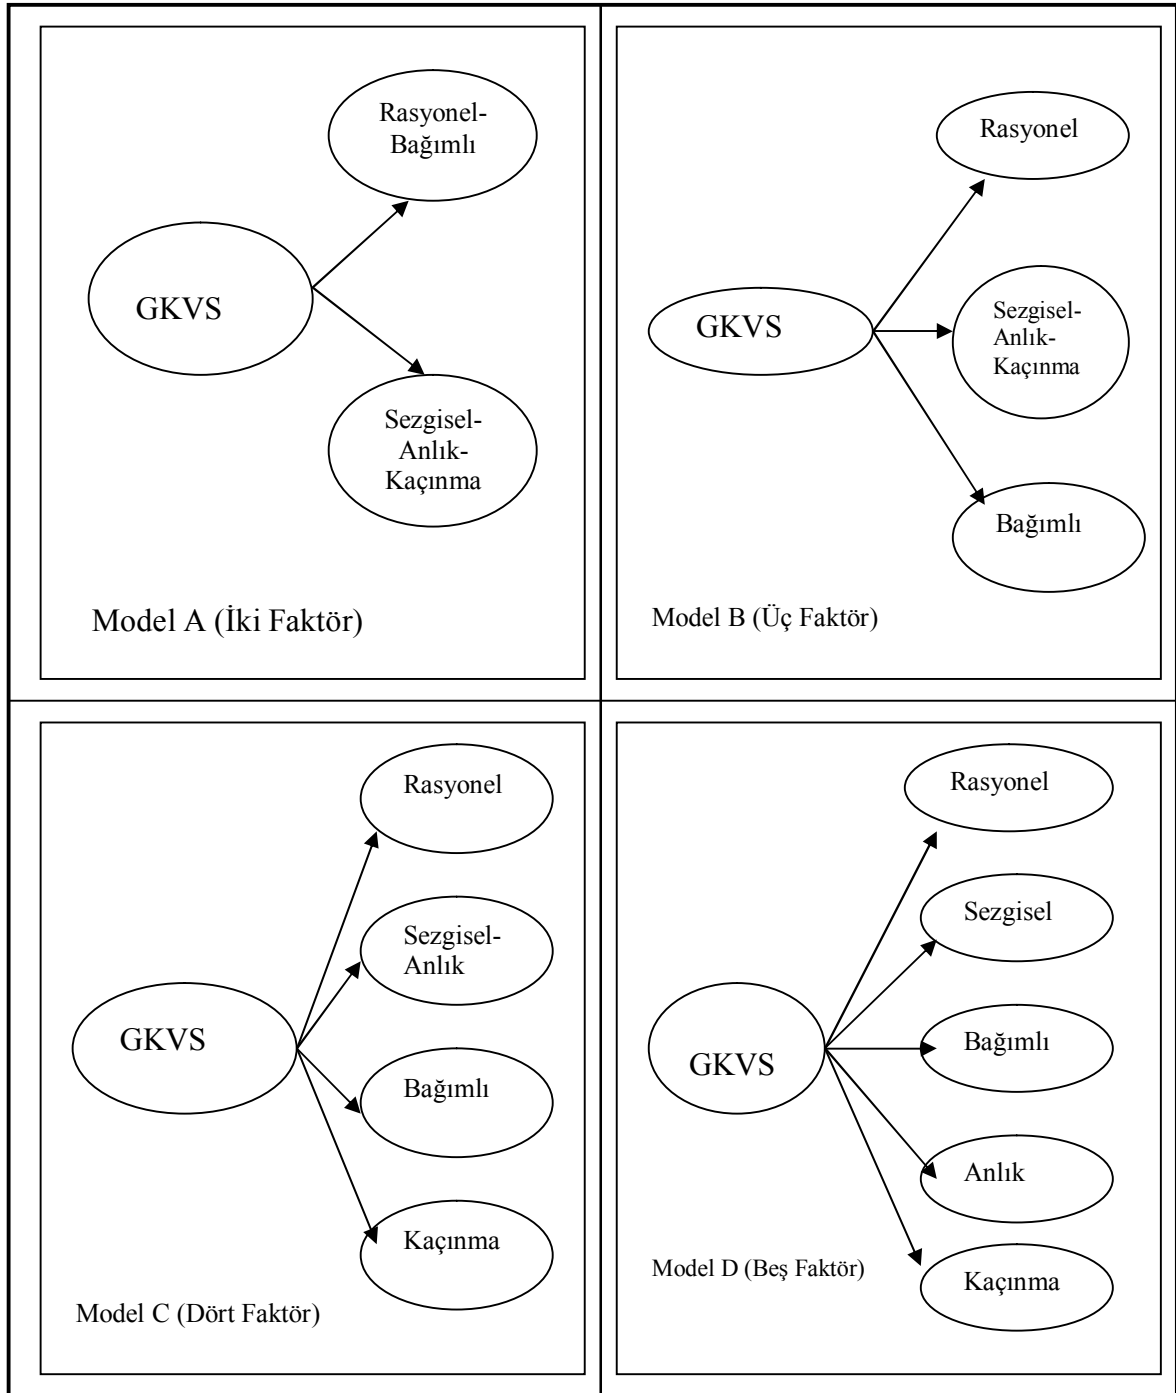 Rasyonel-
Bağımlı
GKVS
Sezgisel-
Anlık-
Kaçınma
Model A (İki Faktör)
Rasyonel
GKVS
Sezgisel-
Anlık-
Kaçınma
Bağımlı
Model B (Üç Faktör)
Rasyonel
Sezgisel-
Anlık
GKVS
Bağımlı
Kaçınma
Model C (Dört Faktör)
Rasyonel
Sezgisel
GKVS
Bağımlı
Anlık
Kaçınma
Model D (Beş Faktör)